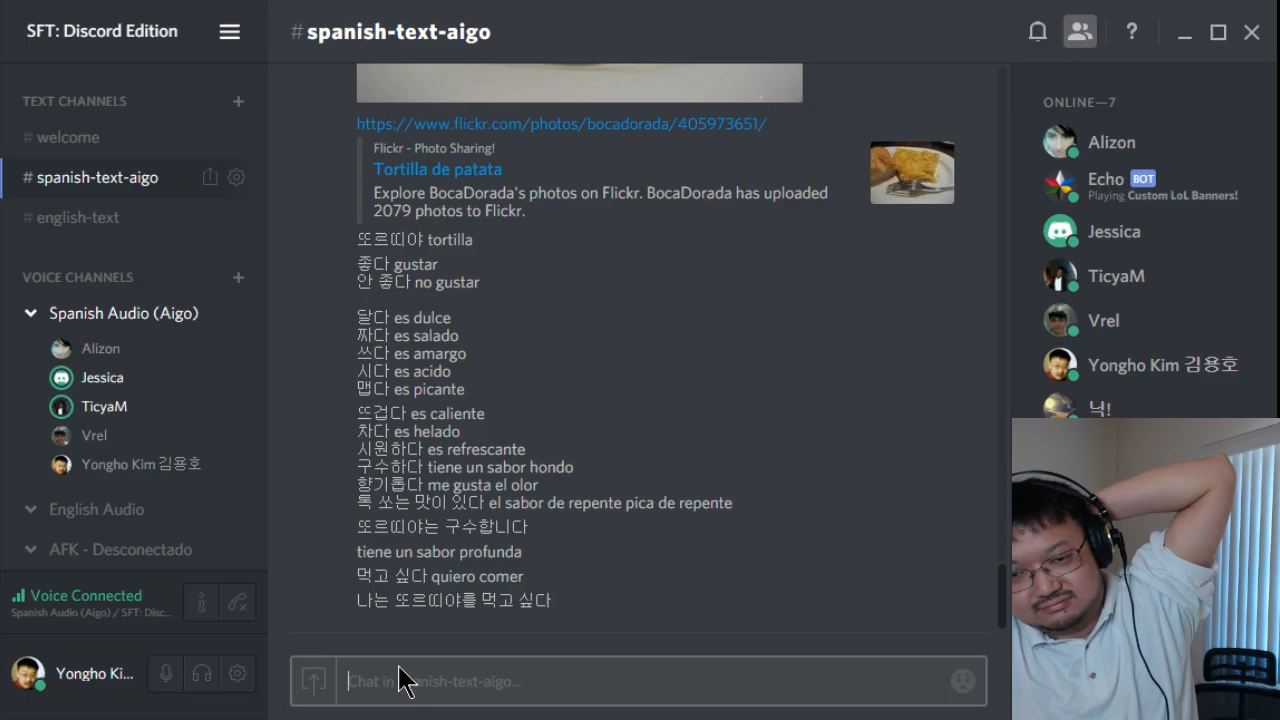 SFT: Discord Edition
# spanish-text-aigo
TEXT CHANNELS
# welcome
# spanish-text-aigo
# english-text
VOICE CHANNELS
Spanish Audio (Aigo)
Alizon
Jessica
TicyaM
Vrel
Yongho Kim 김용호
English Audio
AFK - Desconectado
Voice Connected
Spanish Audio (Aigo) / SFT: Disc...
Yongho Ki...
https://www.flickr.com/photos/bocadorada/405973651/
Flickr - Photo Sharing!
Tortilla de patata
Explore BocaDorada's photos on Flickr. BocaDorada has uploaded
2079 photos to Flickr.
또르띠야 tortilla
좋다 gustar
안 좋다 no gustar
달다 es dulce
짜다 es salado
쓰다 es amargo
시다 es acido
맵다 es picante
뜨겁다 es caliente
차다 es helado
시원하다 es refrescante
구수하다 tiene un sabor hondo
향기롭다 me gusta el olor
톡 쏘는 맛이 있다 el sabor de repente pica de repente
또르띠야는 구수합니다
tiene un sabor profunda
먹고 싶다 quiero comer
나는 또르띠야를 먹고 싶다
Chat in spanish-text-aigo...
ONLINE—7
Alizon
Echo BOT
Playing Custom LoL Banners!
Jessica
TicyaM
Vrel
Yongho Kim 김용호
닉!